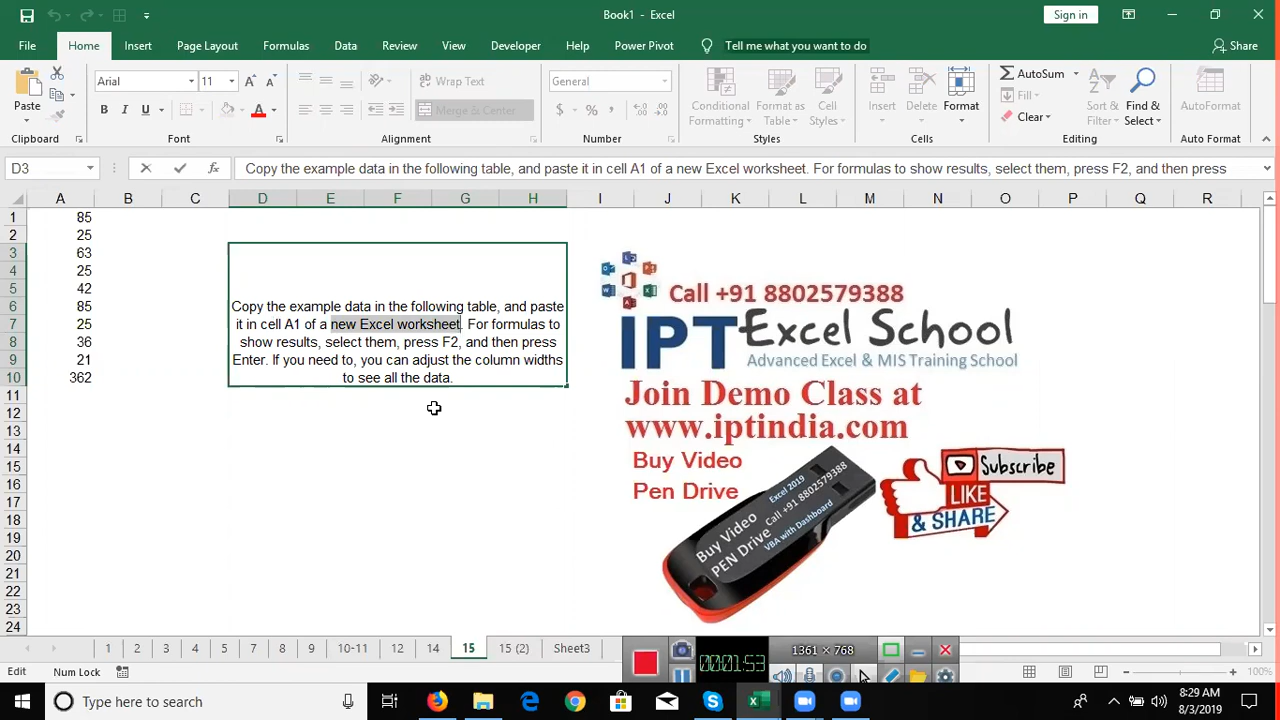 Book1 - Excel
Sign in
File Home Insert Page Layout Formulas Data Review View Developer Help Power Pivot Tell me what you want to do Share
Paste
Arial 11
B I U
Wrap Text
Merge & Center
General
$ %
Conditional Formatting
Format as Table
Cell Styles
Insert
Delete
Format
AutoSum
Fill
Clear
Sort & Filter
Find & Select
AutoFormat
Clipboard Font Alignment Number Styles Cells Editing Auto Format
D3 fx Copy the example data in the following table, and paste it in cell A1 of a new Excel worksheet. For formulas to show results, select them, press F2, and then press
A B C D E F G H I J K L M N O P Q R
1 85
2 25
3 63
4 25
5 42
6 85
7 25
8 36
9 21
10 362
11
12
13
14
15
16
17
18
19
20
21
22
23
24
Copy the example data in the following table, and paste
it in cell A1 of a new Excel worksheet. For formulas to
show results, select them, press F2, and then press
Enter. If you need to, you can adjust the column widths
to see all the data.
Call +91 8802579388
IPT Excel School
Advanced Excel & MIS Training School
Join Demo Class at
www.iptindia.com
Buy Video
Pen Drive
Buy Video
PEN Drive
Excel 2019
Call +91 8802579388
VBA with Dashboard
Subscribe
LIKE
& SHARE
1 2 3 4 5 7 8 9 10-11 12 14 15 15 (2) Sheet3
00:01:53
1361 × 768
Edit Num Lock 100%
Type here to search
8:29 AM
8/3/2019